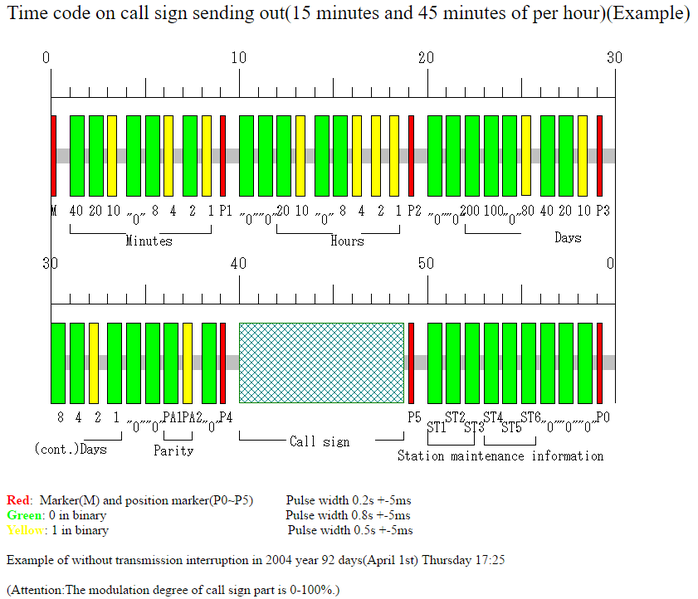 Time code on call sign sending out(15 minutes and 45 minutes of per hour)(Example)
0 10 20 30
M 40 20 10 "0" 8 4 2 1 P1 "0" "0" 20 10 "0" 8 4 2 1 P2 "0" "0" 200 100 "0" 80 40 20 10 P3
Minutes Hours Days
30 40 50 0
8 4 2 1 "0" "0" PA1 PA2 "0" P4 P5 ST1 ST2 ST3 ST4 ST5 ST6 "0" "0" "0" P0
(cont.)Days Parity Call sign Station maintenance information
Red: Marker(M) and position marker(P0~P5) Pulse width 0.2s +-5ms
Green: 0 in binary Pulse width 0.8s +-5ms
Yellow: 1 in binary Pulse width 0.5s +-5ms
Example of without transmission interruption in 2004 year 92 days(April 1st) Thursday 17:25
(Attention:The modulation degree of call sign part is 0-100%.)